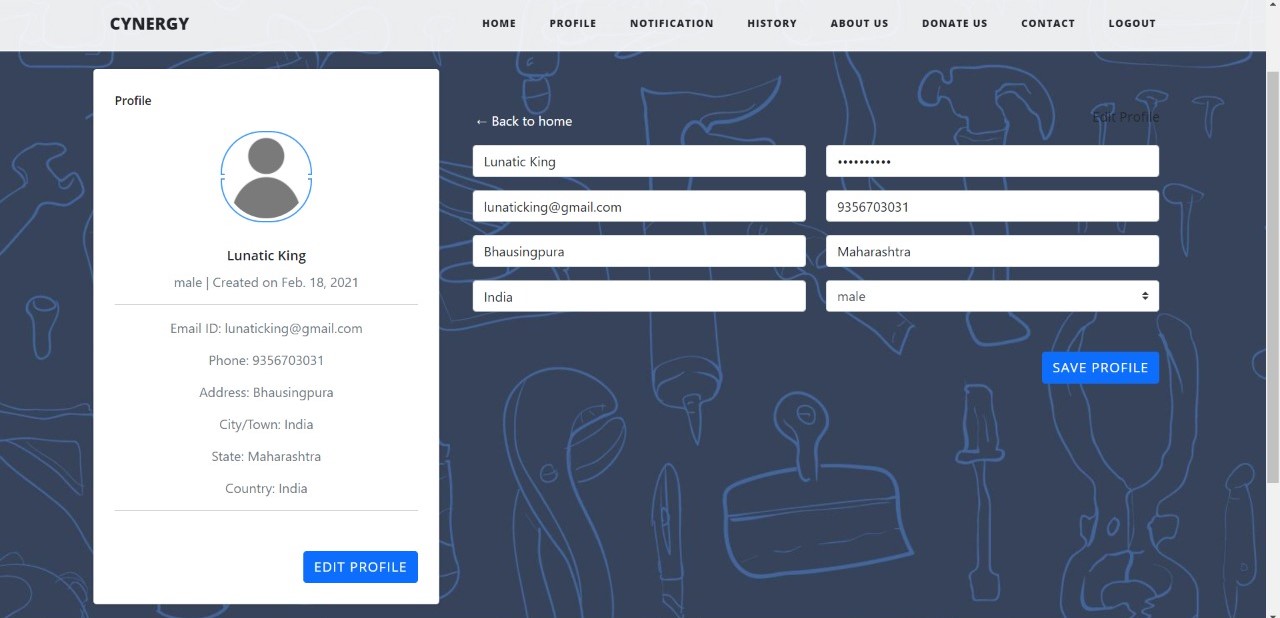 CYNERGY
HOME PROFILE NOTIFICATION HISTORY ABOUT US DONATE US CONTACT LOGOUT
Profile
Lunatic King
male | Created on Feb. 18, 2021
Email ID: lunaticking@gmail.com
Phone: 9356703031
Address: Bhausingpura
City/Town: India
State: Maharashtra
Country: India
EDIT PROFILE
← Back to home
Edit Profile
Lunatic King ••••••••••
lunaticking@gmail.com 9356703031
Bhausingpura Maharashtra
India male
SAVE PROFILE